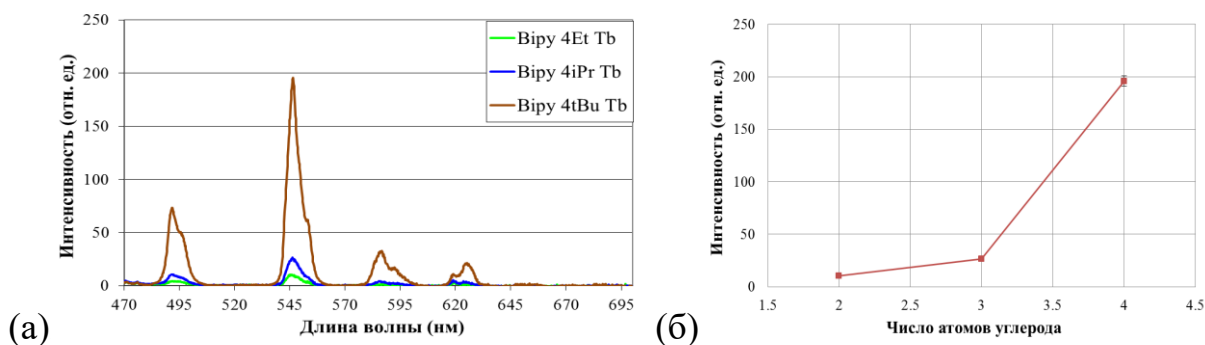 250
200
150
100
50
0
Интенсивность (отн. ед.)
Bipy 4Et Tb
Bipy 4iPr Tb
Bipy 4tBu Tb
470 495 520 545 570 595 620 645 670 695
Длина волны (нм)
(а)
250
200
150
100
50
0
Интенсивность (отн. ед.)
1.5 2 2.5 3 3.5 4 4.5
Число атомов углерода
(б)